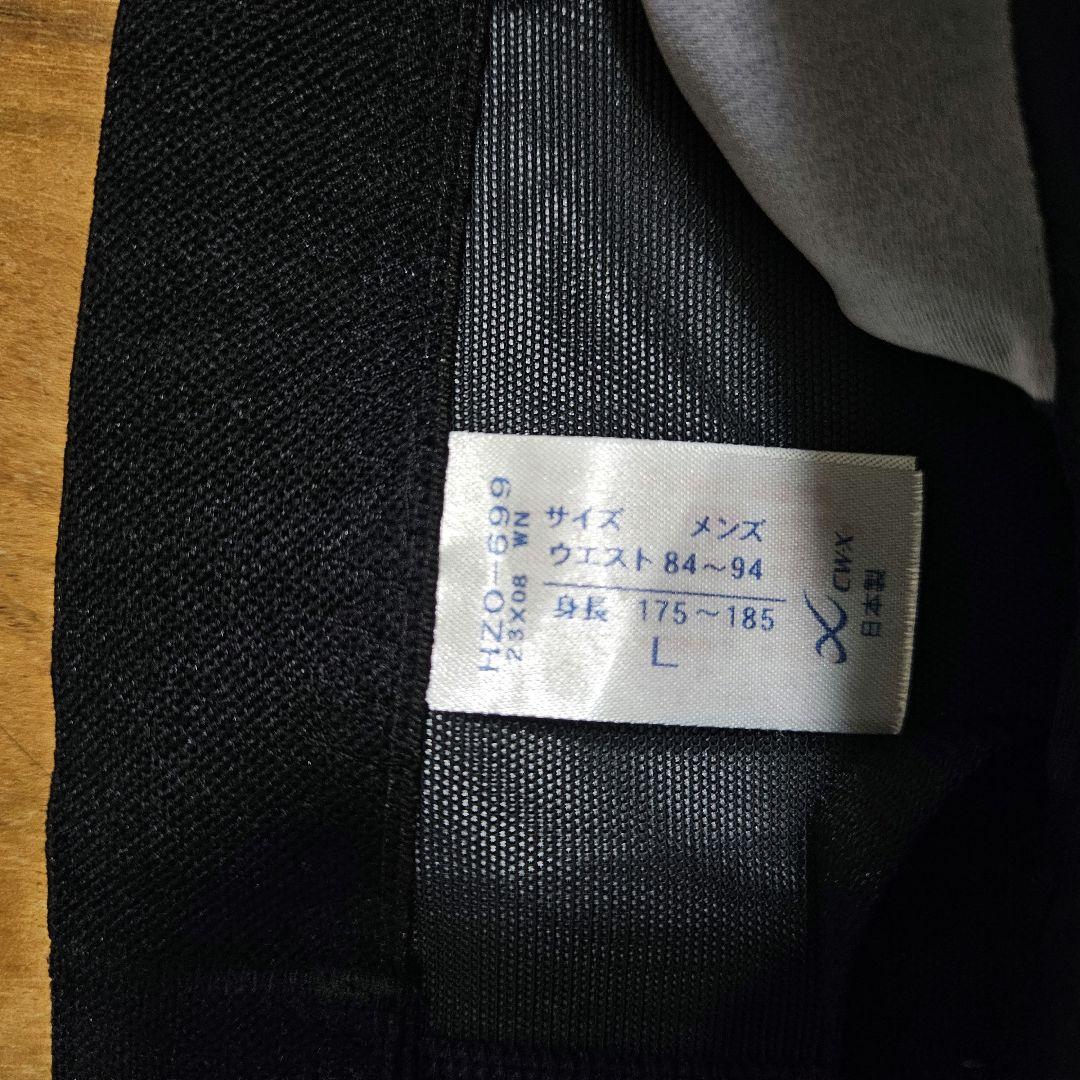 サイズ メンズ
ウエスト 84～94
身長 175～185
L
CW-X
日本製
HZO-699
23X08 WN